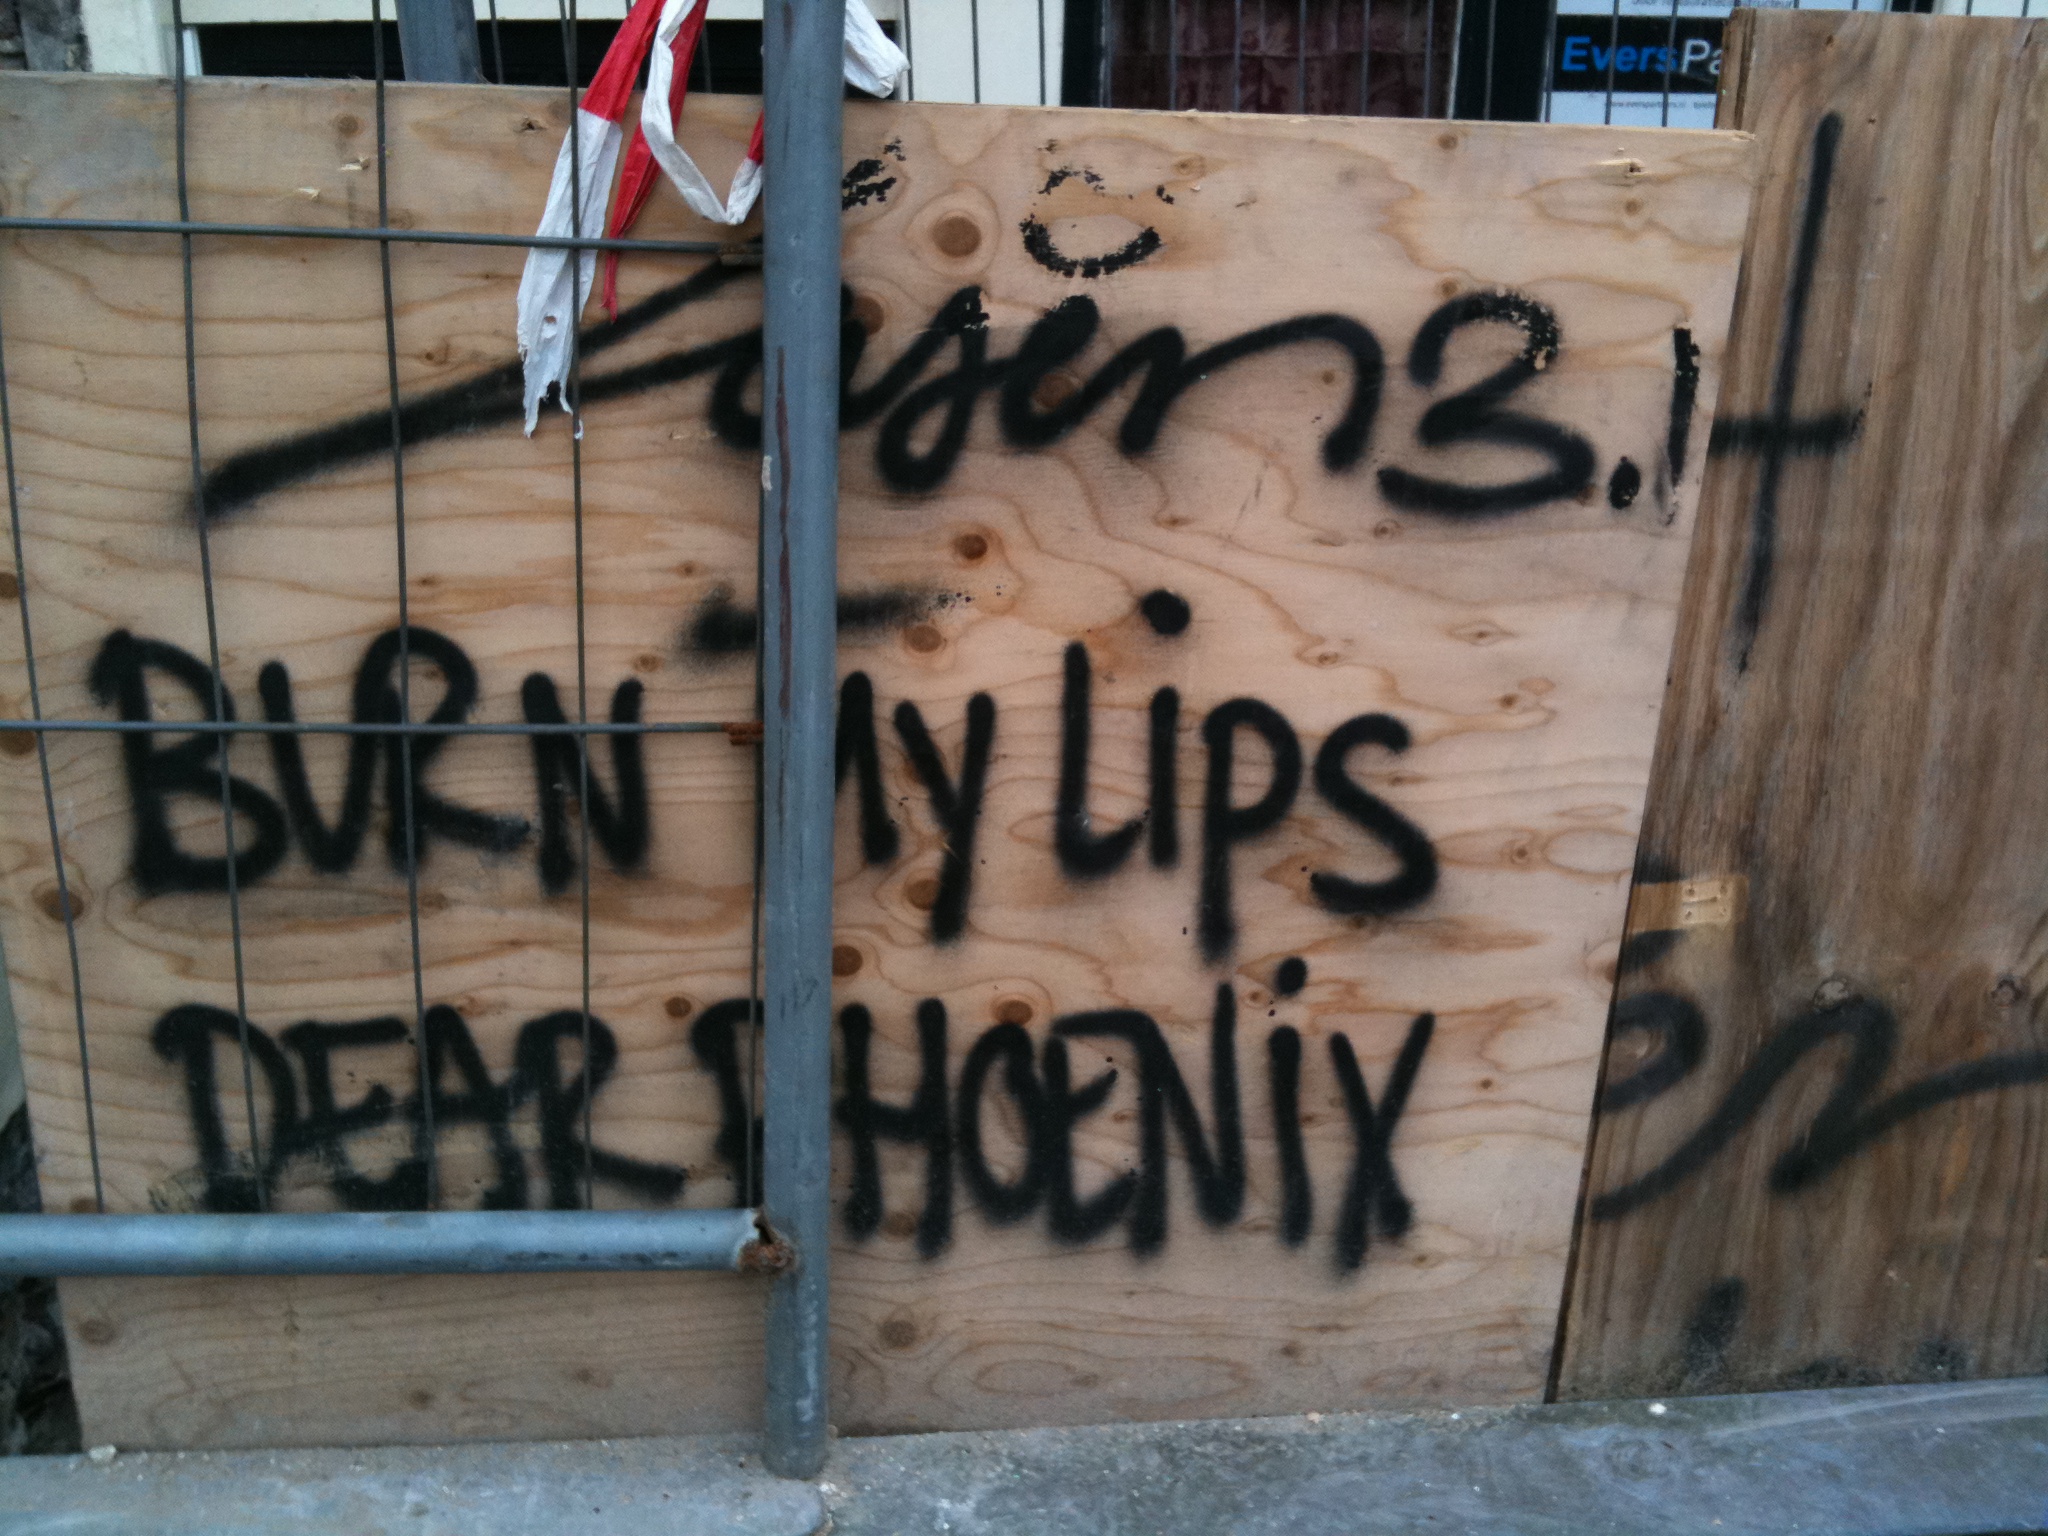 EversPa
Laser 3.14
BURN MY LiPS
DEAR PHOENiX